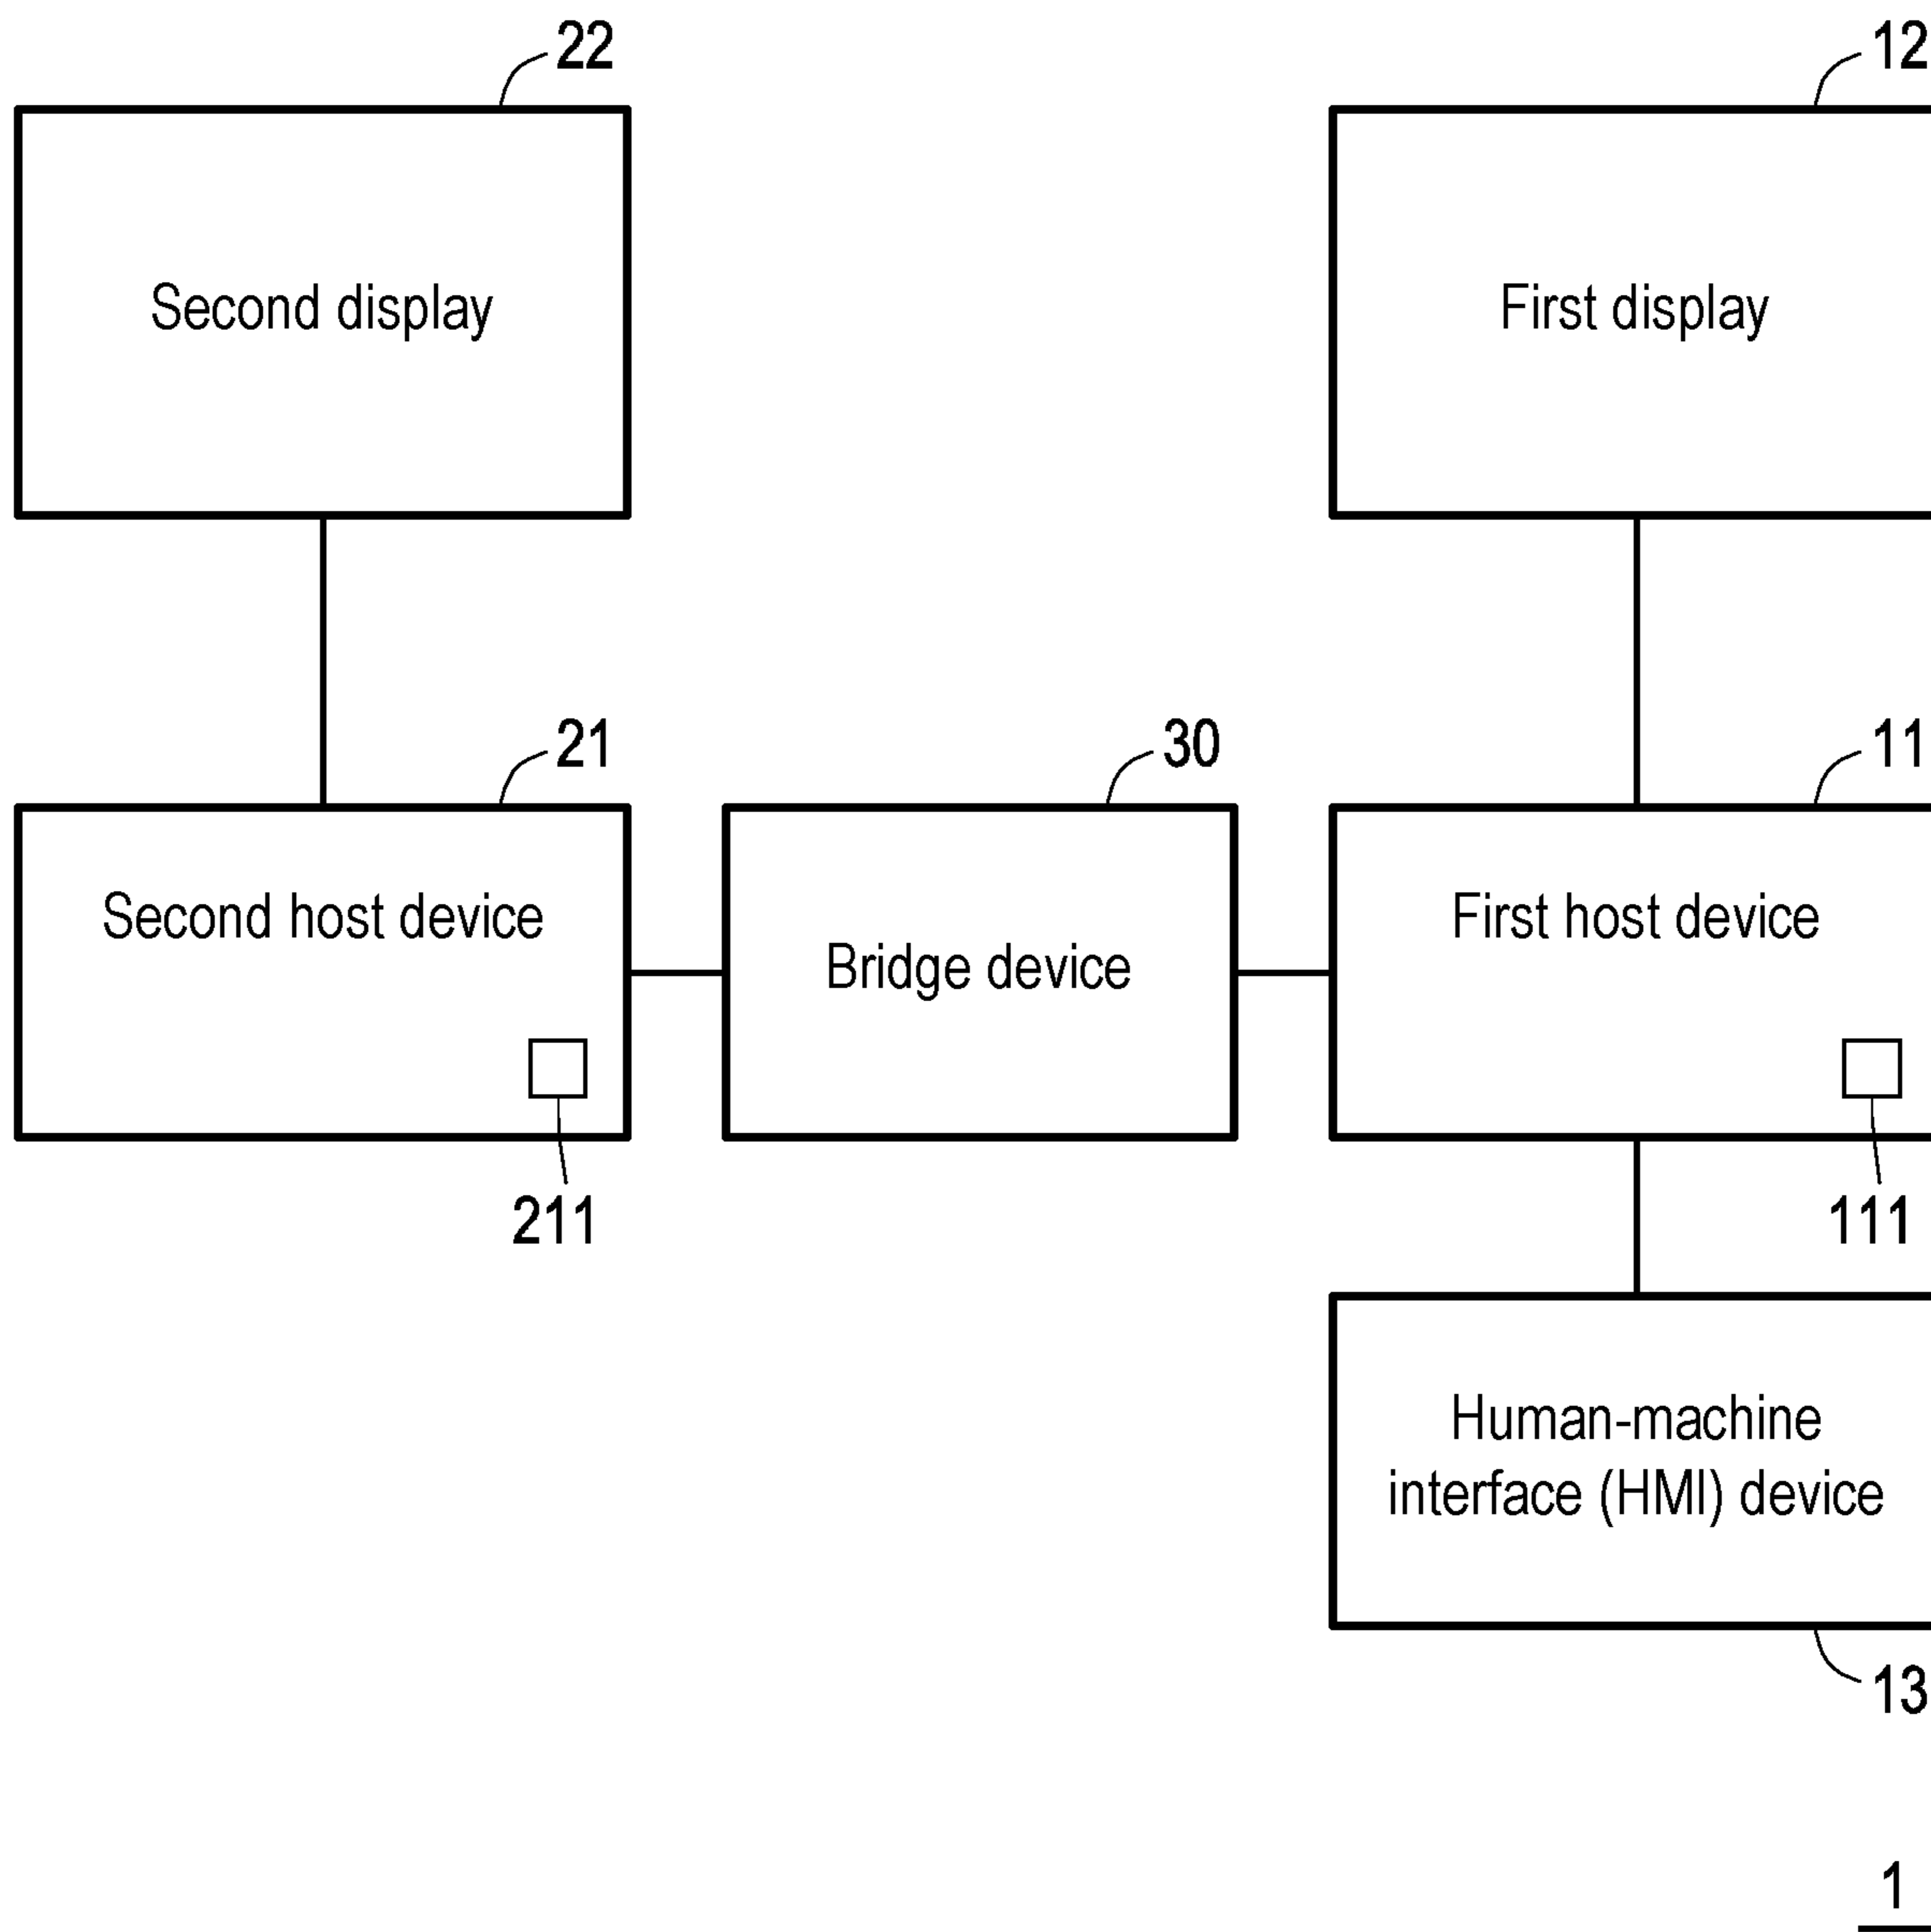 22
12
Second display
First display
21
30
11
Second host device
First host device
Bridge device
211
111
Human-machine
interface (HMI) device
13
1